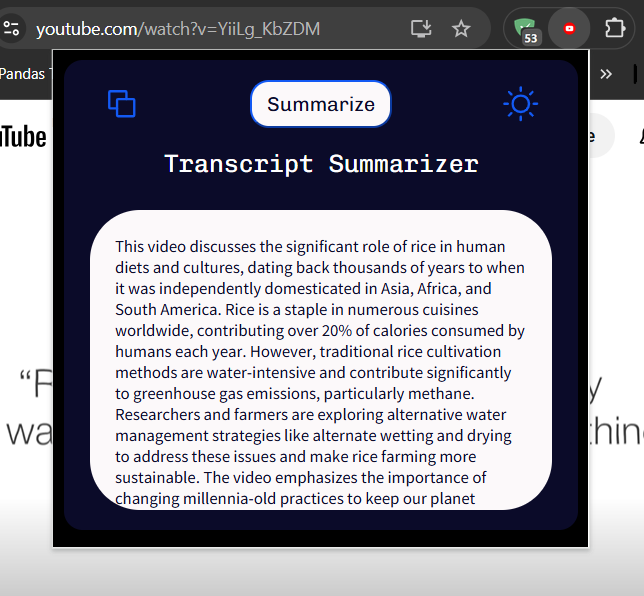 youtube.com/watch?v=YiiLg_KbZDM
53
Pandas
Tube
Summarize
Transcript Summarizer
This video discusses the significant role of rice in human
diets and cultures, dating back thousands of years to when
it was independently domesticated in Asia, Africa, and
South America. Rice is a staple in numerous cuisines
worldwide, contributing over 20% of calories consumed by
humans each year. However, traditional rice cultivation
methods are water-intensive and contribute significantly
to greenhouse gas emissions, particularly methane.
Researchers and farmers are exploring alternative water
management strategies like alternate wetting and drying
to address these issues and make rice farming more
sustainable. The video emphasizes the importance of
changing millennia-old practices to keep our planet